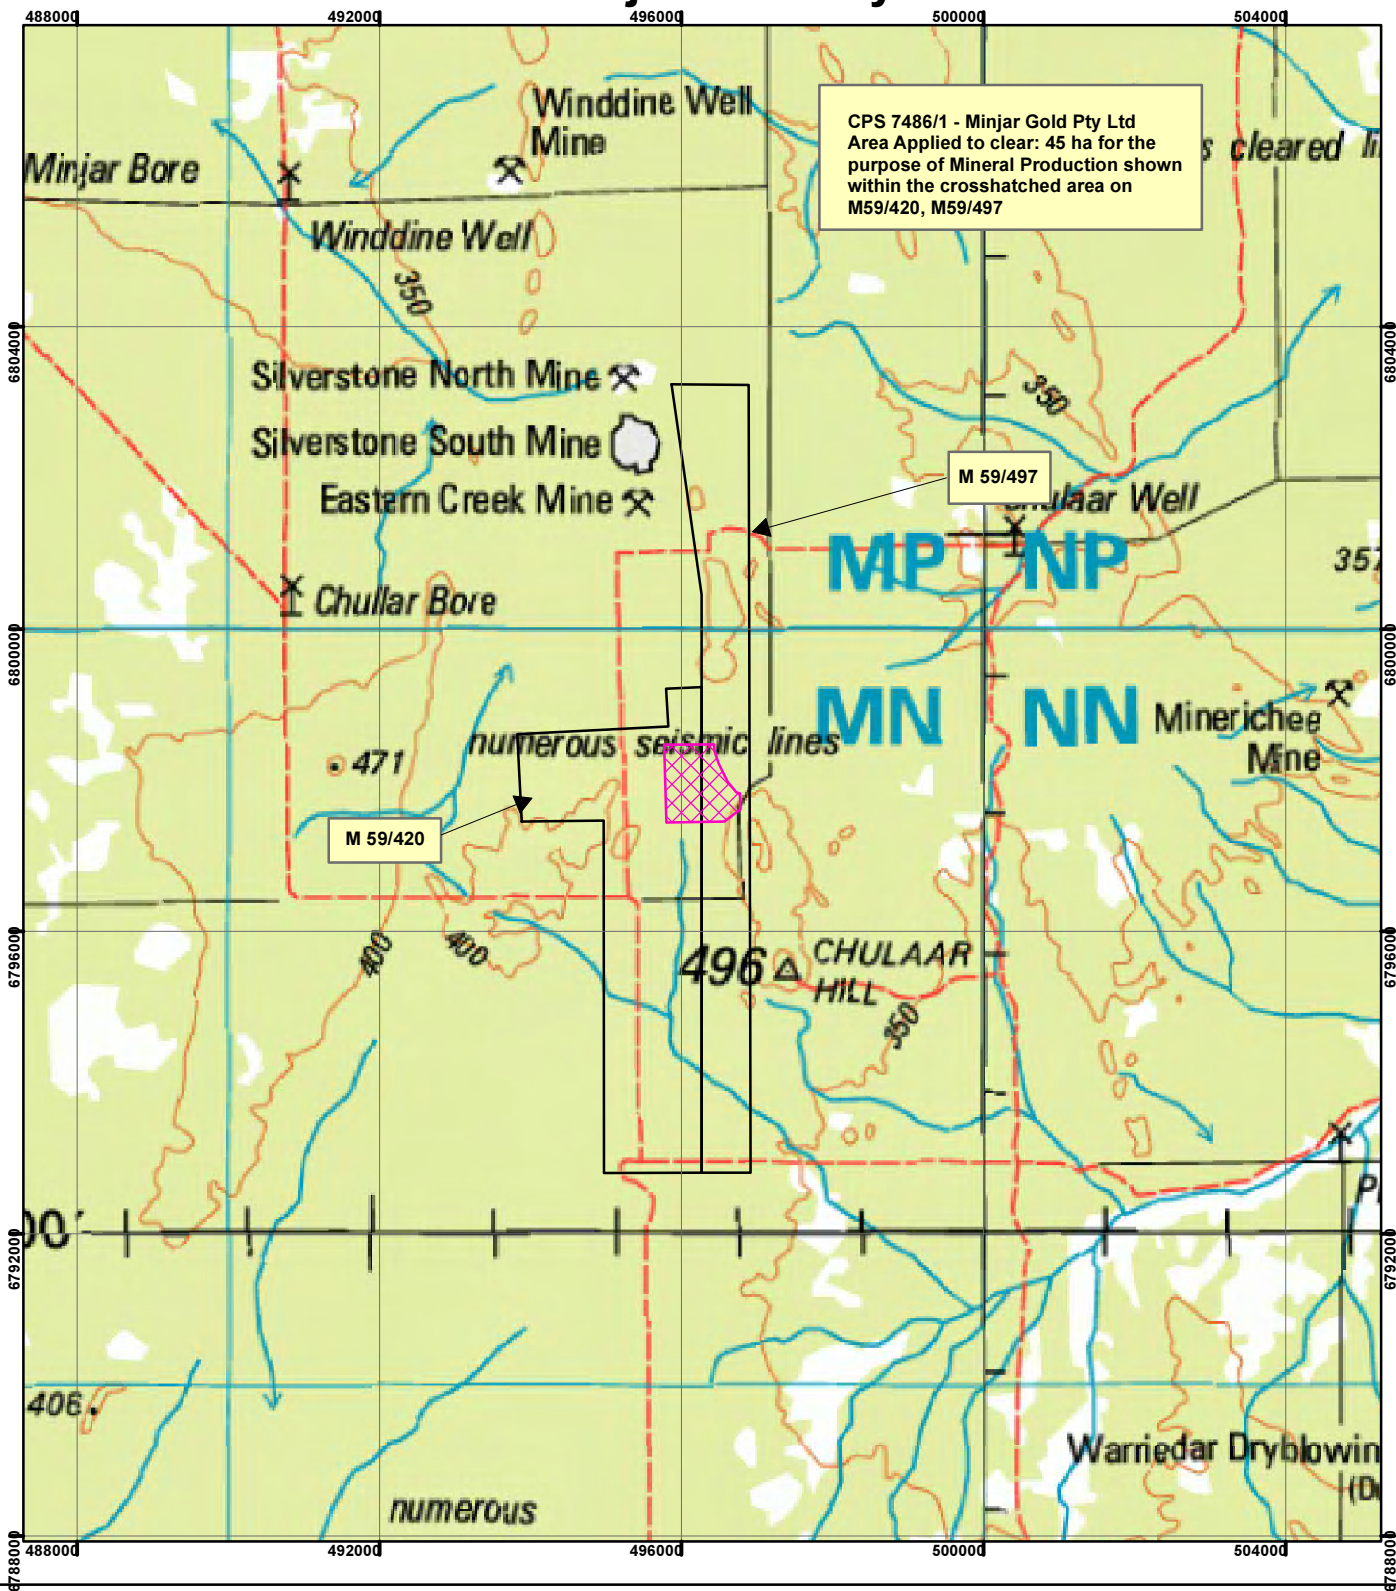 488000 492000 496000 500000 504000
Winddine Well
Mine
CPS 7486/1 - Minjar Gold Pty Ltd
Area Applied to clear: 45 ha for the
purpose of Mineral Production shown
within the crosshatched area on
M59/420, M59/497
cleared
Minjar Bore
Winddine Well
350
6804000
6804000
Silverstone North Mine
350
Silverstone South Mine
M 59/497
Eastern Creek Mine
Well
MP NP
357
Chullar Bore
6800000
6800000
MN NN
Minerichee
Mine
numerous seismic lines
471
M 59/420
6796000
6796000
400
400
496
CHULAAR
HILL
350
00'
6792000
6792000
406
Warriedar
numerous
6788000
6788000
488000 492000 496000 500000 504000